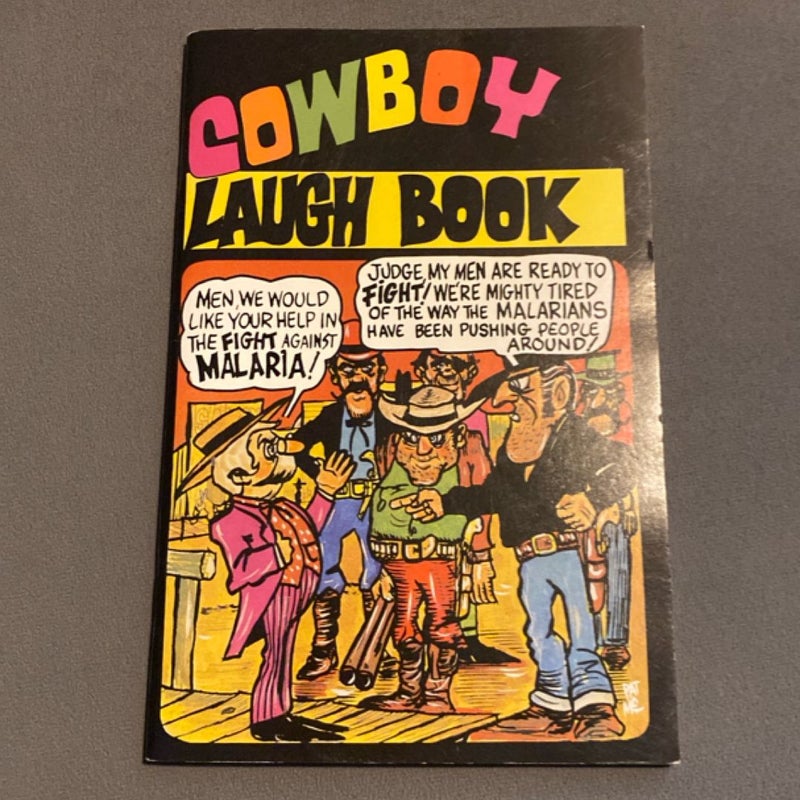 COWBOY
LAUGH BOOK
MEN, WE WOULD
LIKE YOUR HELP IN
THE FIGHT AGAINST
MALARIA!
JUDGE, MY MEN ARE READY TO
FIGHT! WE'RE MIGHTY TIRED
OF THE WAY THE MALARIANS
HAVE BEEN PUSHING PEOPLE
AROUND!